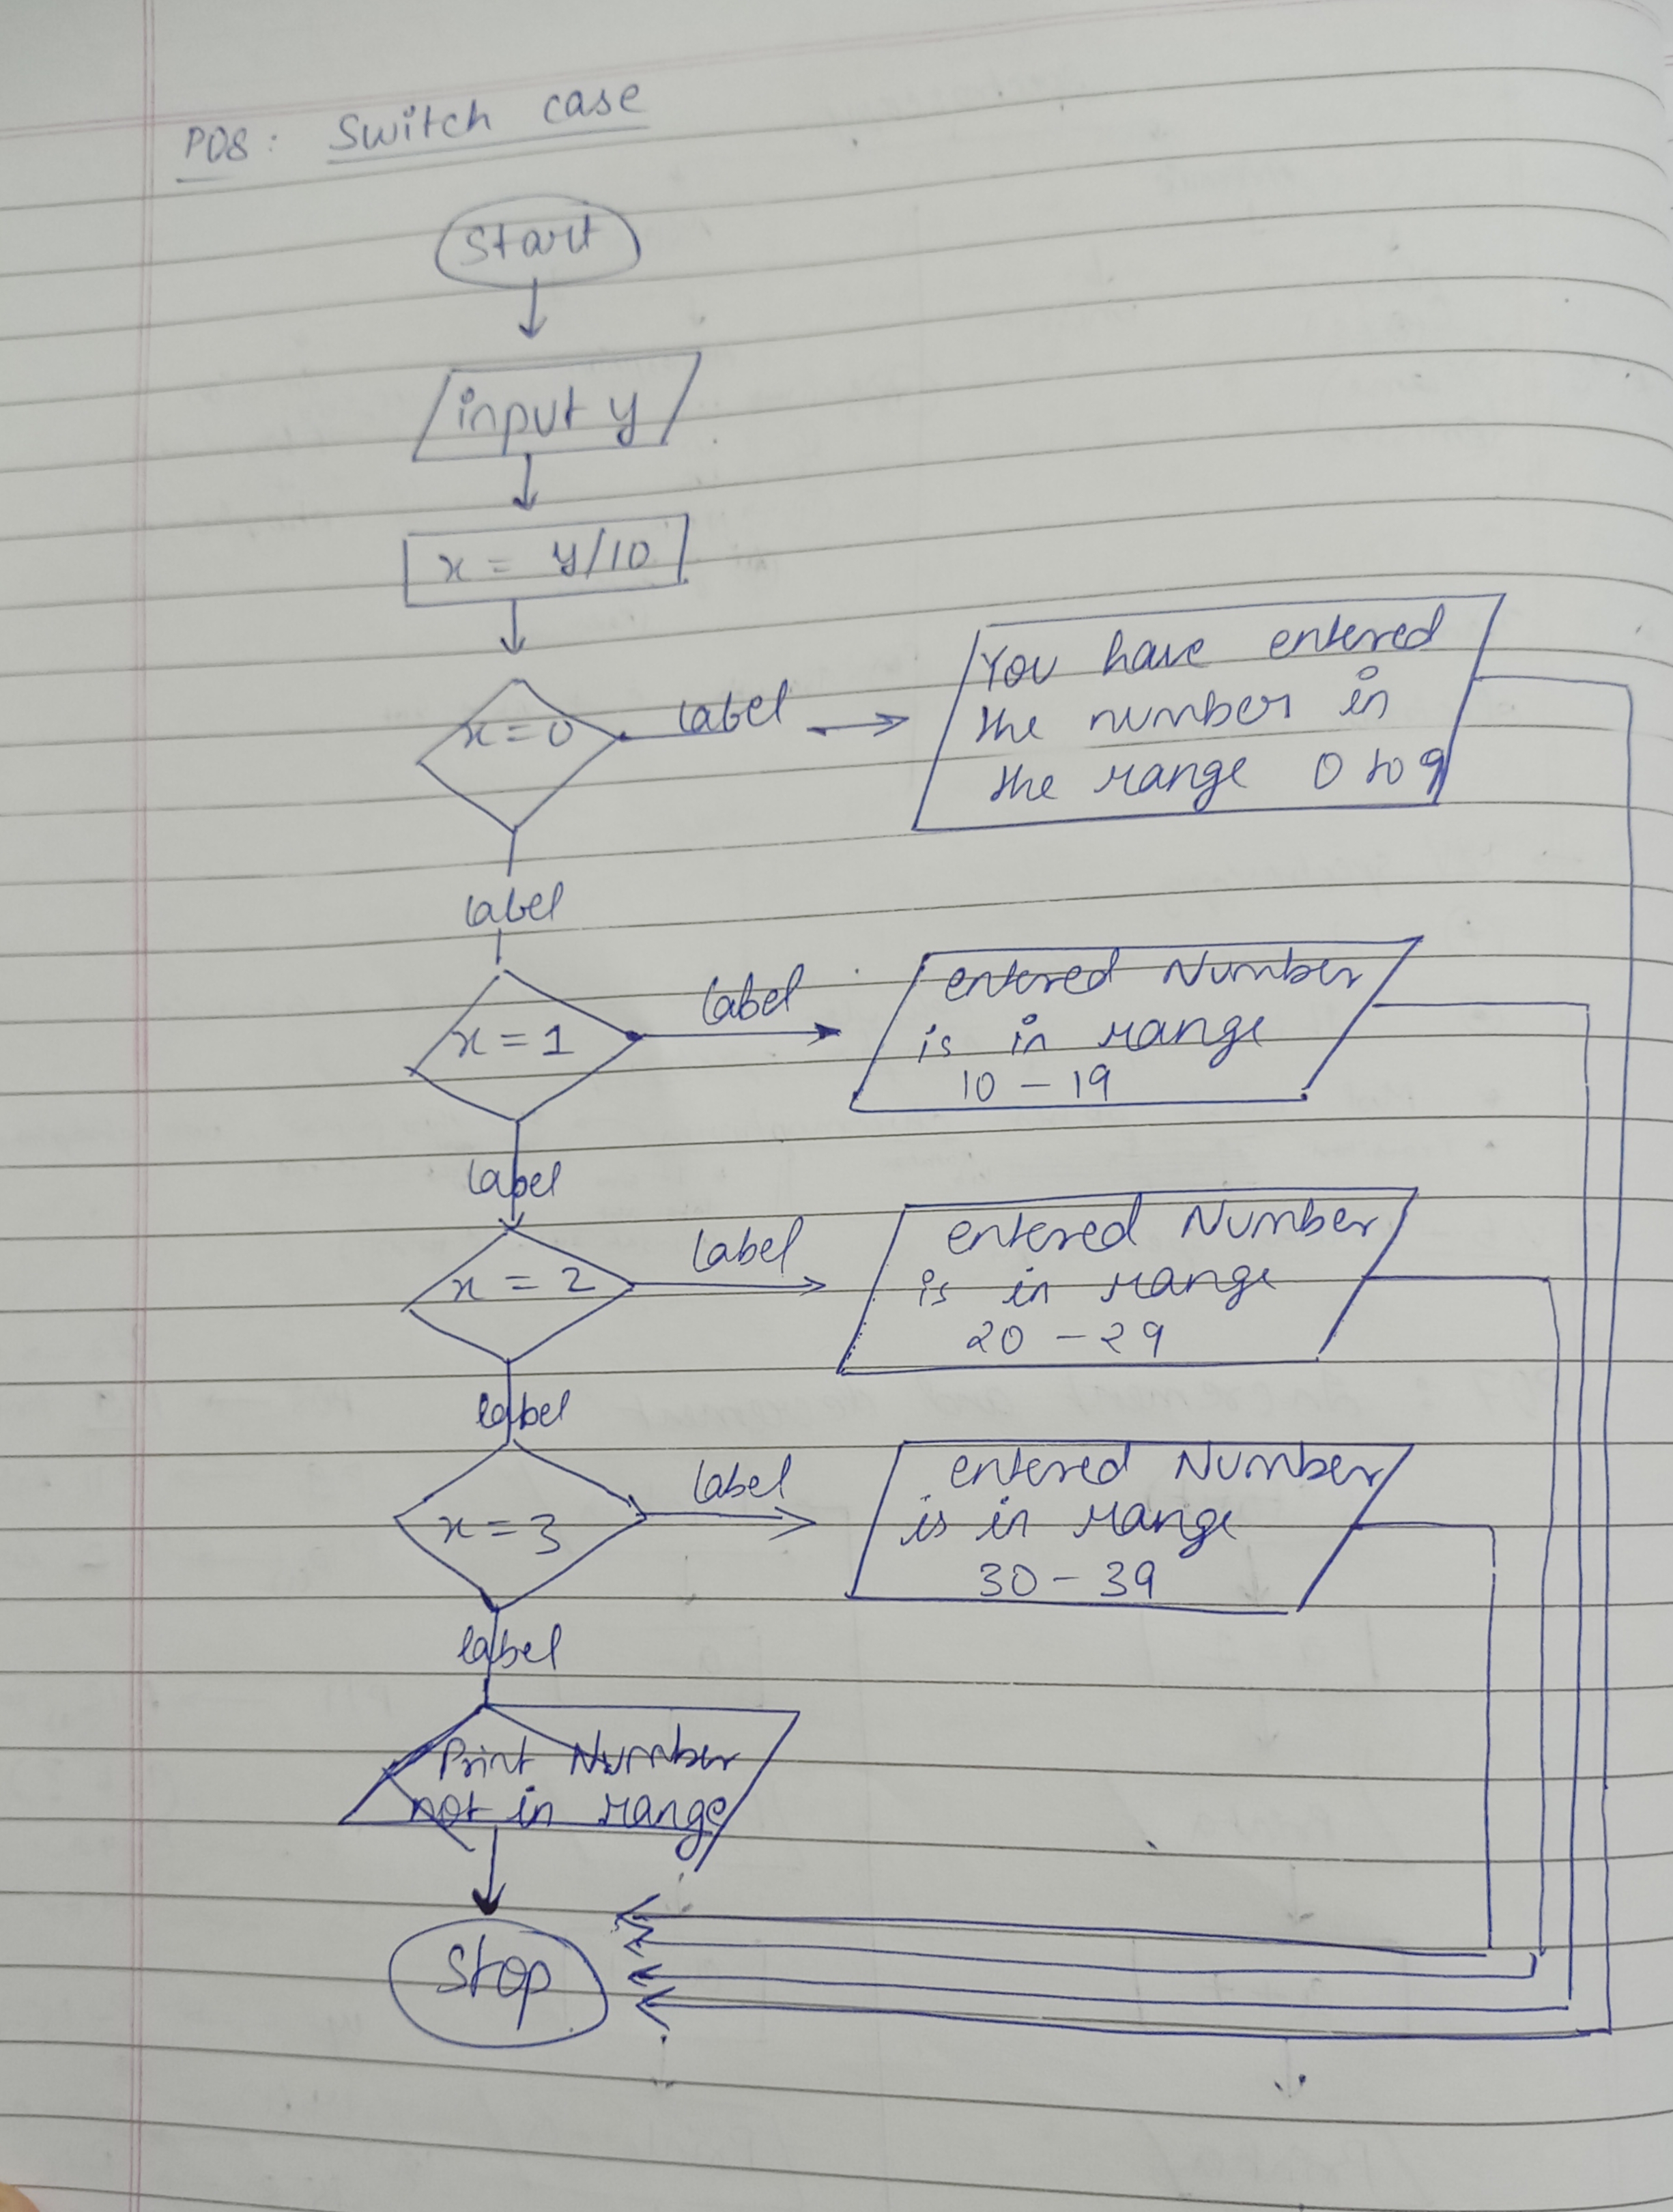 P08: Switch case
Start
input y
x = y/10
x = 0
label
You have entered
the number in
the range 0 to 9
label
x = 1
label
entered Number
is in range
10 - 19
label
x = 2
label
entered Number
is in range
20 - 29
label
x = 3
label
entered Number
is in range
30 - 39
label
Print Number
not in range
Stop